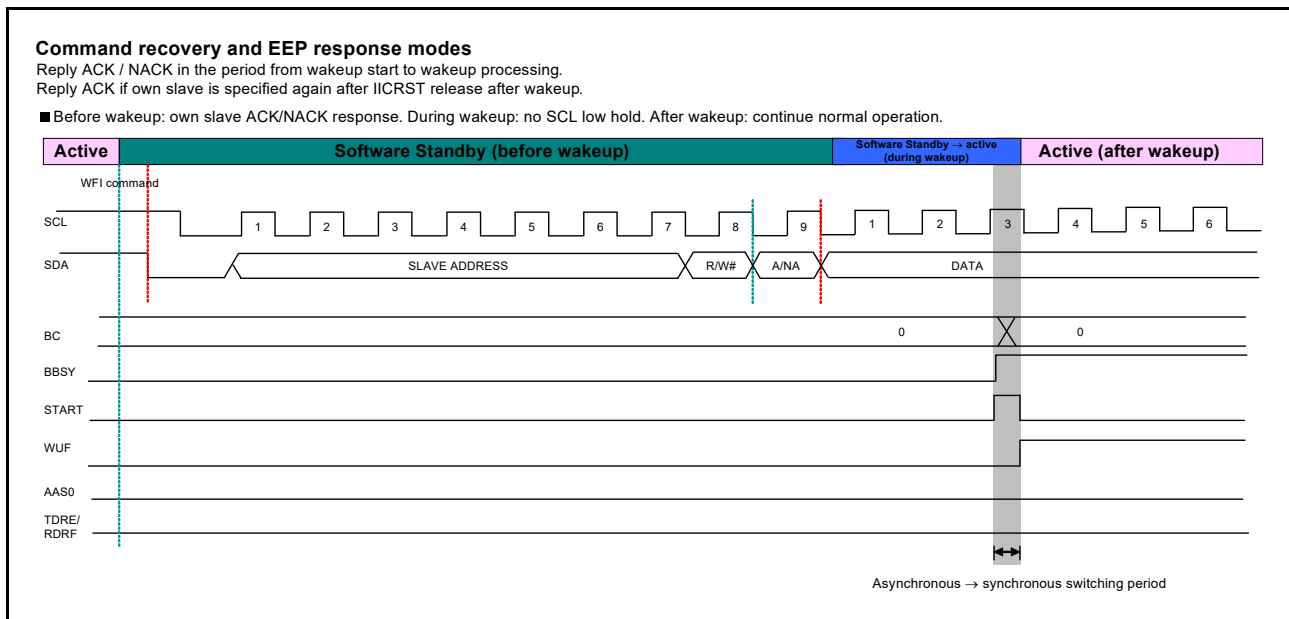 Command recovery and EEP response modes
Reply ACK / NACK in the period from wakeup start to wakeup processing.
Reply ACK if own slave is specified again after IICRST release after wakeup.
■ Before wakeup: own slave ACK/NACK response. During wakeup: no SCL low hold. After wakeup: continue normal operation.
Active
Software Standby (before wakeup)
Software Standby → active
(during wakeup)
Active (after wakeup)
WFI command
SCL
1 2 3 4 5 6 7 8 9 1 2 3 4 5 6
SDA
SLAVE ADDRESS R/W# A/NA DATA
BC
0 0
BBSY
START
WUF
AAS0
TDRE/
RDRF
Asynchronous → synchronous switching period